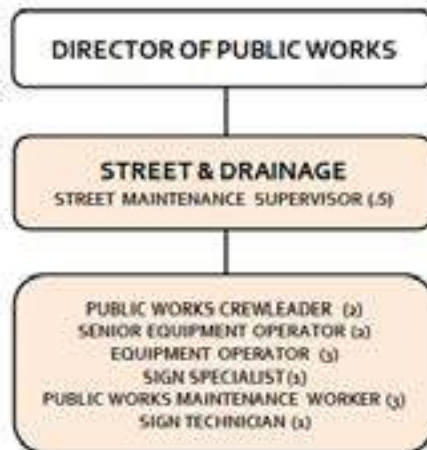 DIRECTOR OF PUBLIC WORKS
STREET & DRAINAGE
STREET MAINTENANCE SUPERVISOR (.5)
PUBLIC WORKS CREWLEADER (2)
SENIOR EQUIPMENT OPERATOR (2)
EQUIPMENT OPERATOR (3)
SIGN SPECIALIST (1)
PUBLIC WORKS MAINTENANCE WORKER (3)
SIGN TECHNICIAN (1)